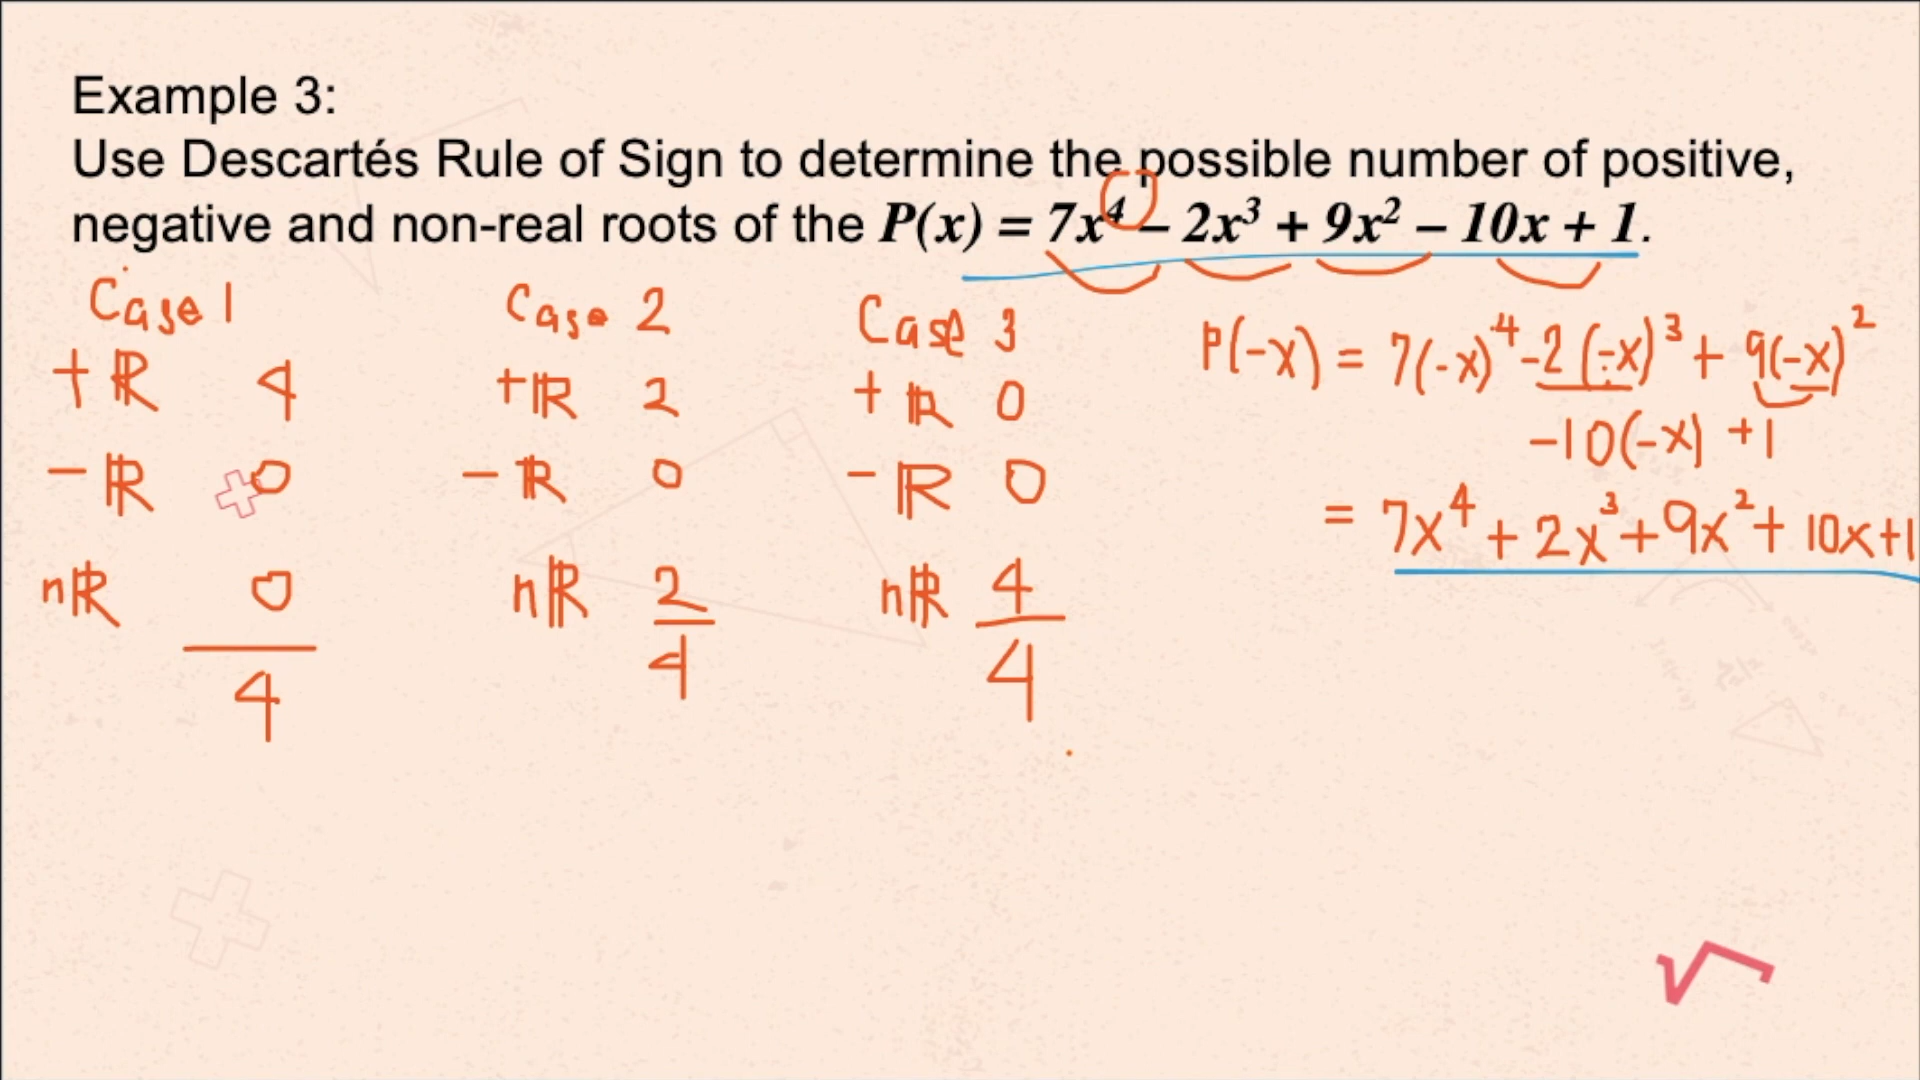 Example 3:
Use Descartés Rule of Sign to determine the possible number of positive,
negative and non-real roots of the P(x) = 7x⁴ – 2x³ + 9x² – 10x + 1.
Case 1
+ℝ 4
-ℝ 0
nℝ 0
4
Case 2
+ℝ 2
-ℝ 0
nℝ 2
4
Case 3
+ℝ 0
-ℝ 0
nℝ 4
4
P(-x) = 7(-x)⁴ -2(-x)³ + 9(-x)²
-10(-x) +1
= 7x⁴ + 2x³ + 9x² + 10x+1